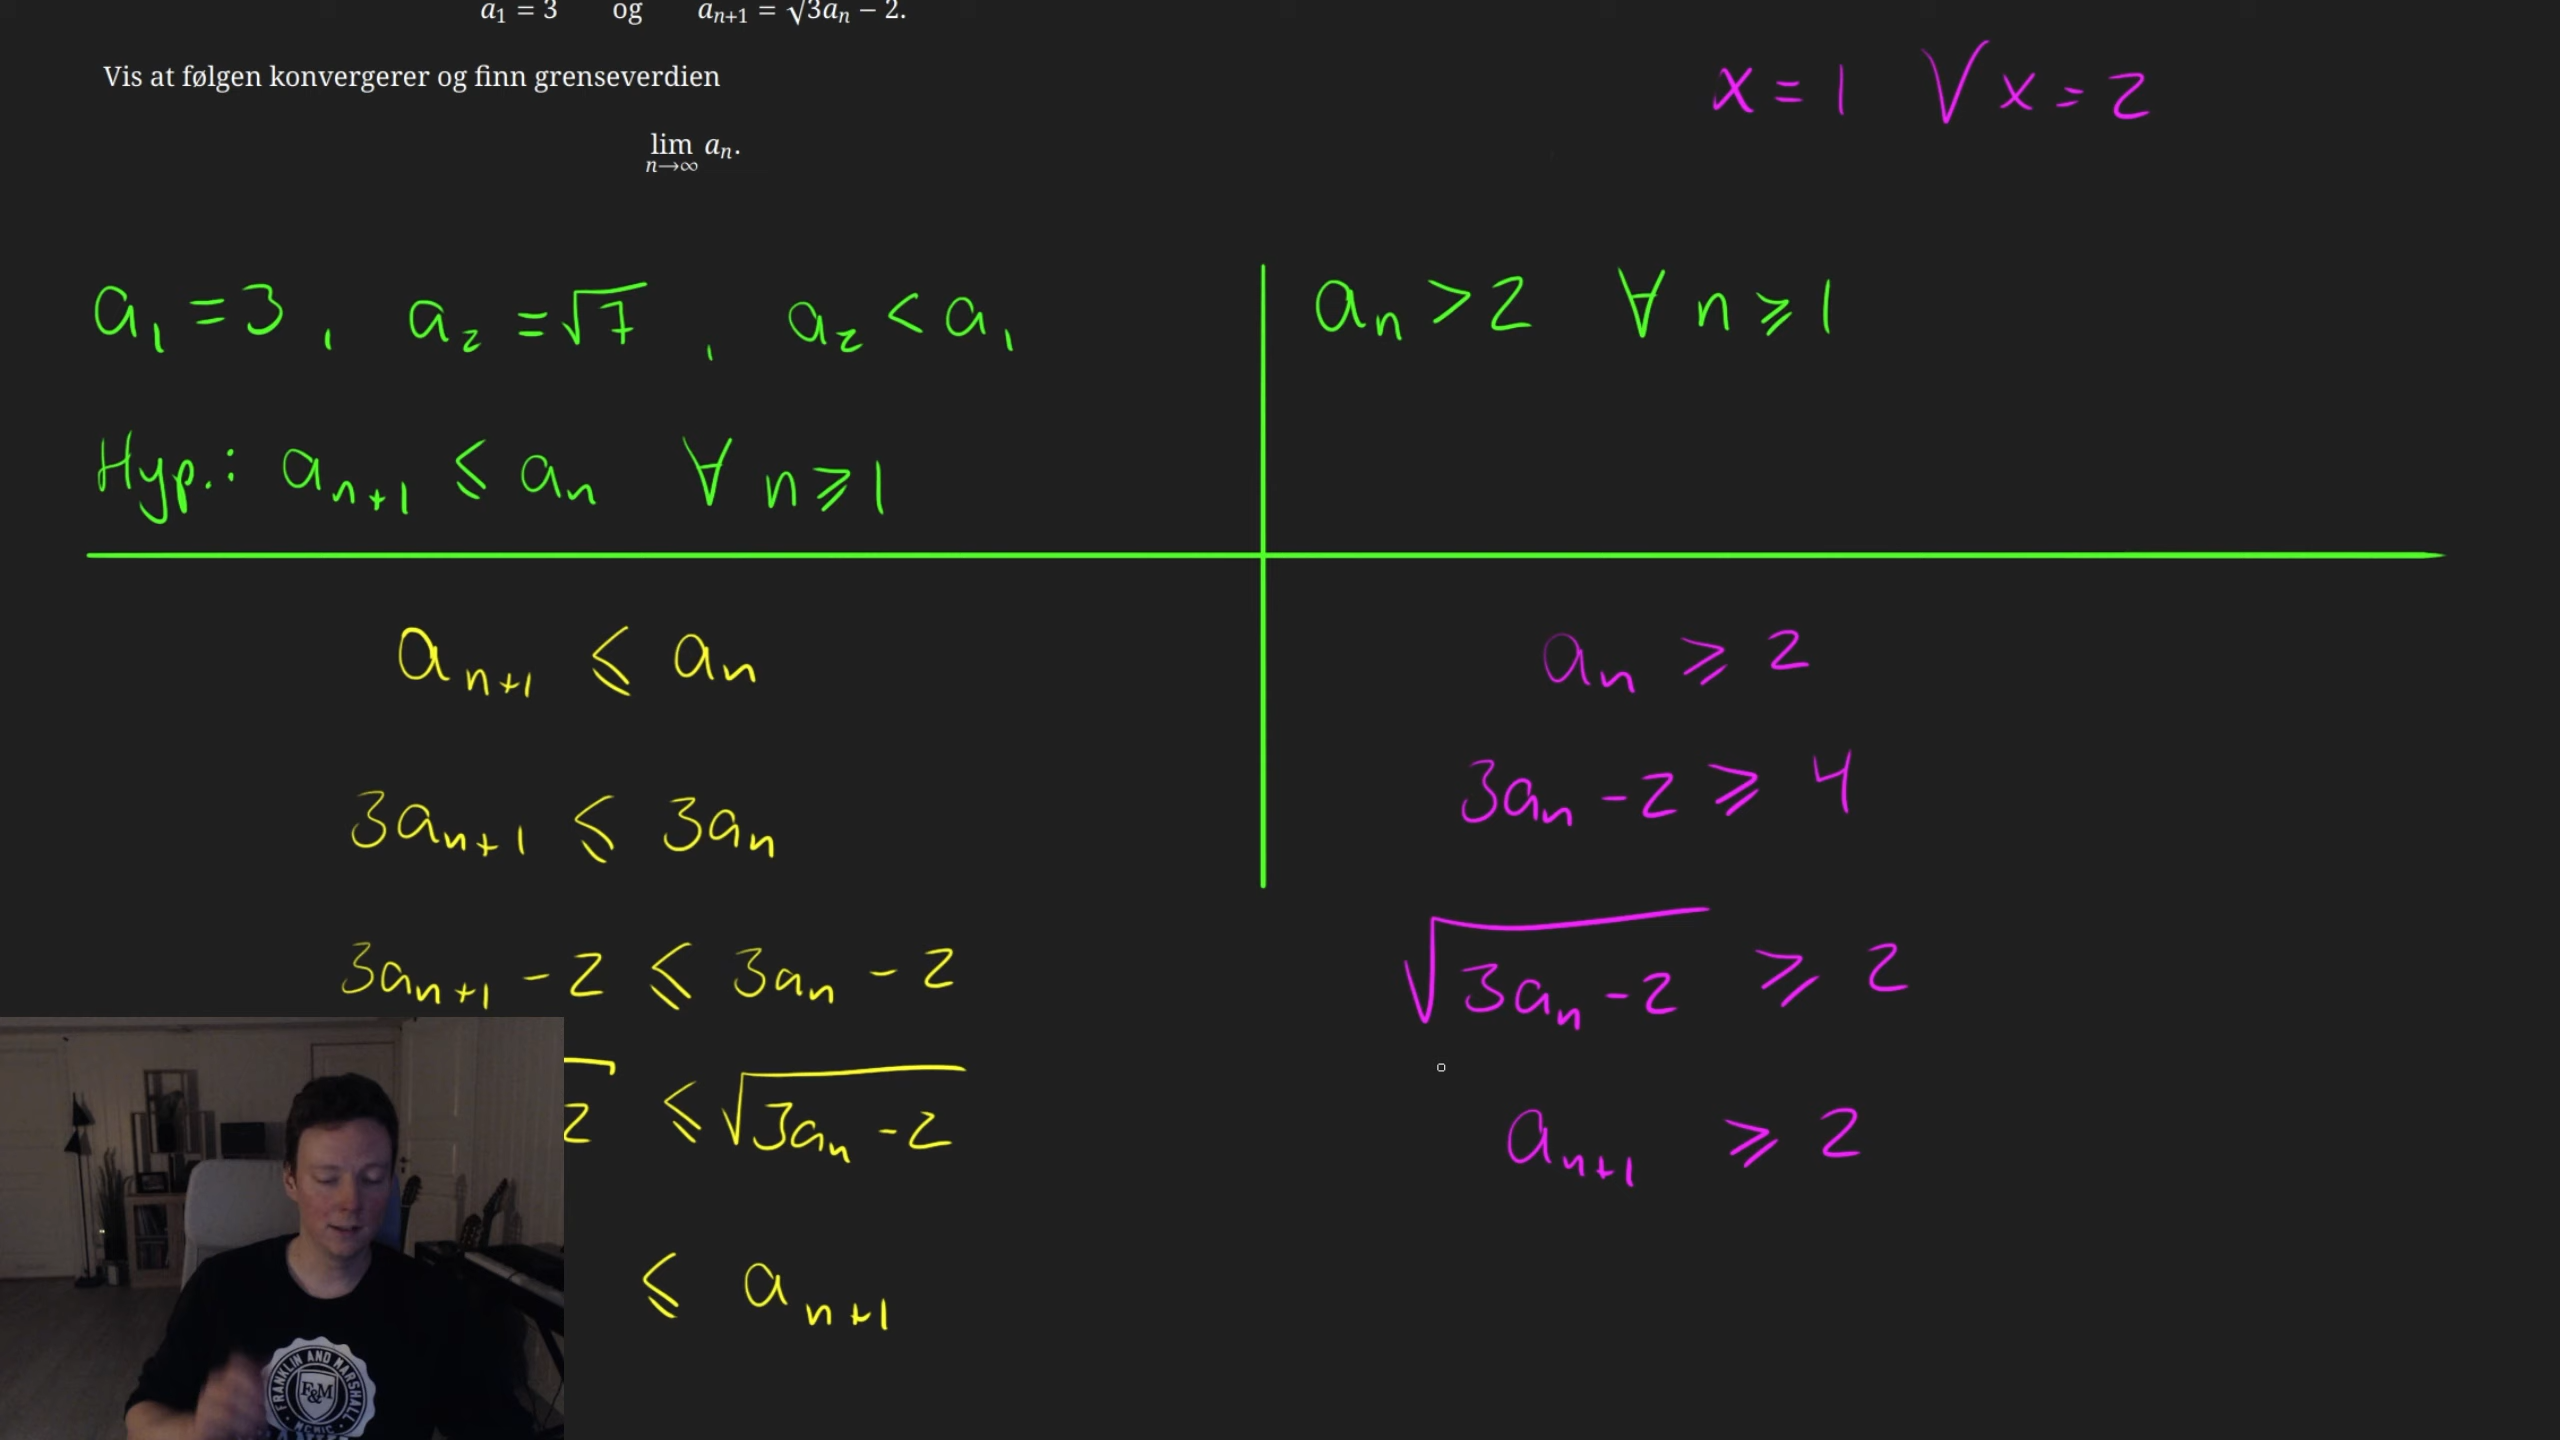 a₁ = 3 og aₙ₊₁ = √3aₙ − 2.
Vis at følgen konvergerer og finn grenseverdien
lim aₙ.
n→∞
x = 1 ∨ x = 2
a₁ = 3, a₂ = √7, a₂ < a₁
Hyp.: aₙ₊₁ ≤ aₙ ∀ n ≥ 1
aₙ > 2 ∀ n ≥ 1
aₙ₊₁ ≤ aₙ
3aₙ₊₁ ≤ 3aₙ
3aₙ₊₁ − 2 ≤ 3aₙ − 2
2 ≤ √3aₙ − 2
≤ aₙ₊₁
aₙ ≥ 2
3aₙ − 2 ≥ 4
√3aₙ − 2 ≥ 2
aₙ₊₁ ≥ 2
FRANKLIN AND MARSHALL
F&M